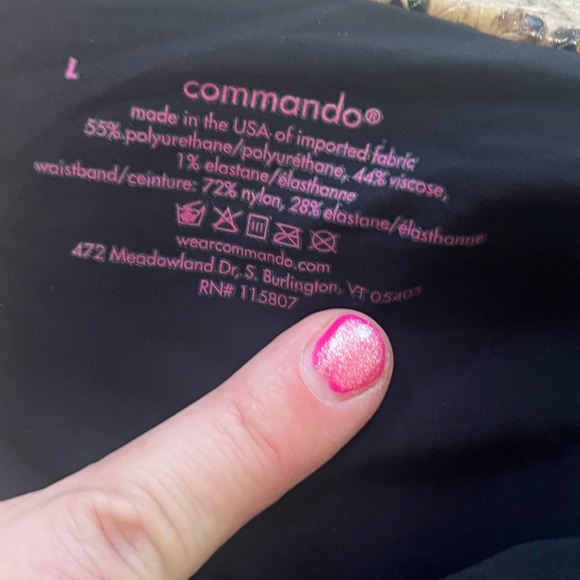 L
commando®
made in the USA of imported fabric
55% polyurethane/polyuréthane, 44% viscose,
1% elastane/élasthanne
waistband/ceinture: 72% nylon, 28% elastane/élasthanne
wearcommando.com
472 Meadowland Dr, S. Burlington, VT 05403
RN# 115807